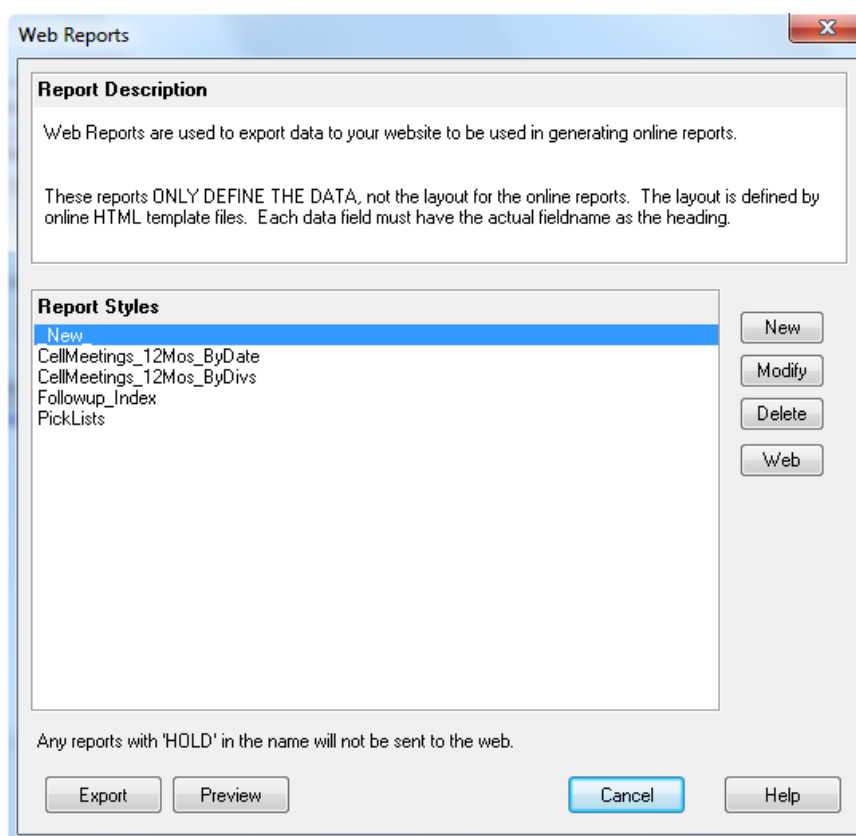 Web Reports
Report Description
Web Reports are used to export data to your website to be used in generating online reports.
These reports ONLY DEFINE THE DATA, not the layout for the online reports. The layout is defined by
online HTML template files. Each data field must have the actual fieldname as the heading.
Report Styles
_New_
CellMeetings_12Mos_ByDate
CellMeetings_12Mos_ByDivs
Followup_Index
PickLists
New
Modify
Delete
Web
Any reports with 'HOLD' in the name will not be sent to the web.
Export
Preview
Cancel
Help